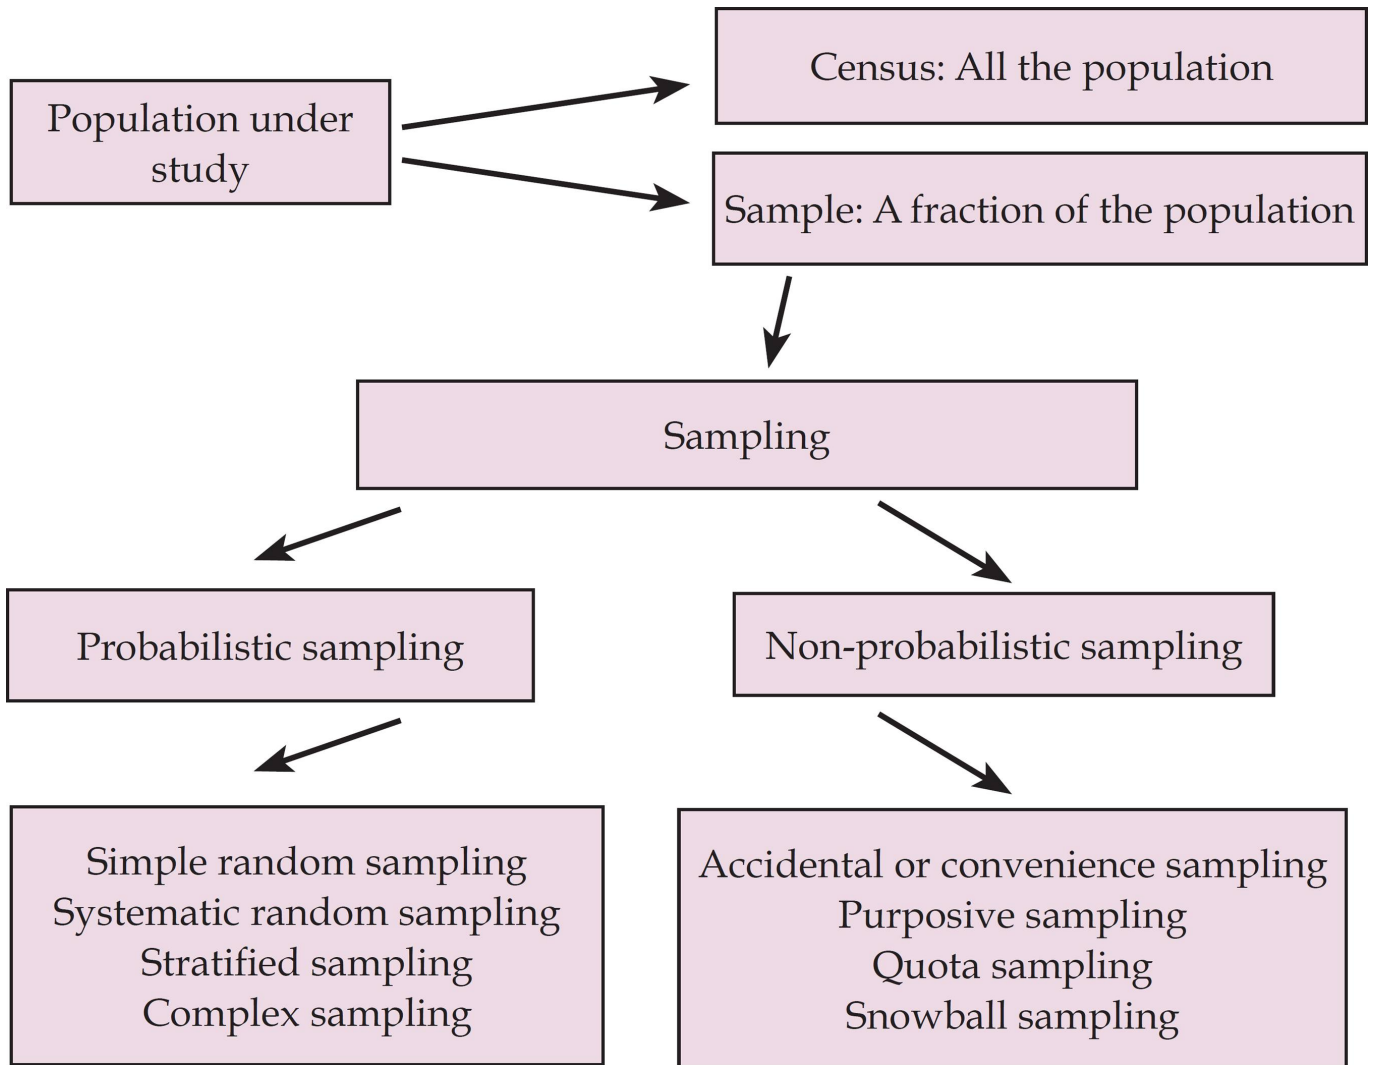 Population under
study
Census: All the population
Sample: A fraction of the population
Sampling
Probabilistic sampling
Non-probabilistic sampling
Simple random sampling
Systematic random sampling
Stratified sampling
Complex sampling
Accidental or convenience sampling
Purposive sampling
Quota sampling
Snowball sampling